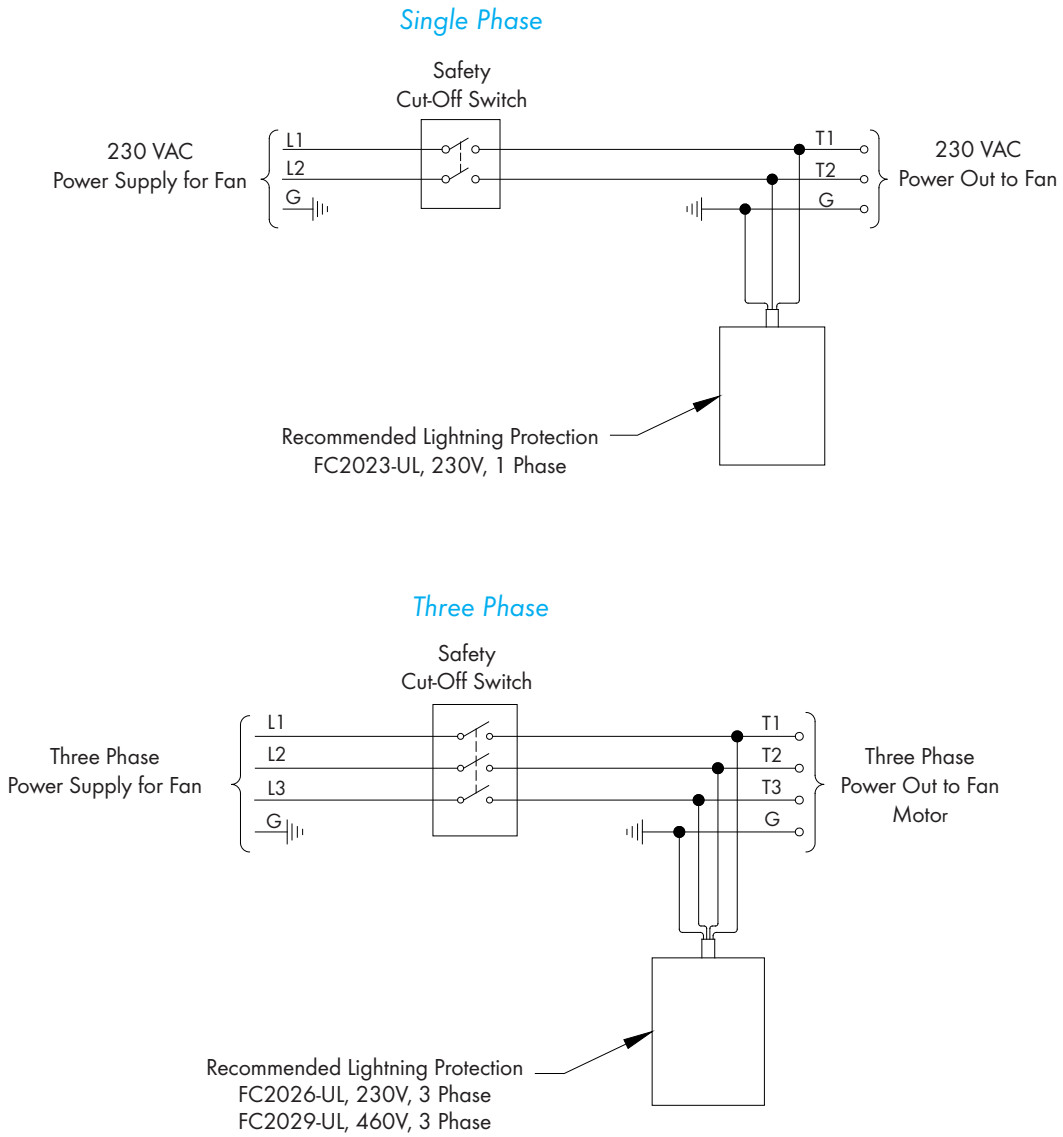 Single Phase
Safety
Cut-Off Switch
230 VAC
Power Supply for Fan
L1
L2
G
T1
T2
G
230 VAC
Power Out to Fan
Recommended Lightning Protection
FC2023-UL, 230V, 1 Phase
Three Phase
Safety
Cut-Off Switch
Three Phase
Power Supply for Fan
L1
L2
L3
G
T1
T2
T3
G
Three Phase
Power Out to Fan
Motor
Recommended Lightning Protection
FC2026-UL, 230V, 3 Phase
FC2029-UL, 460V, 3 Phase